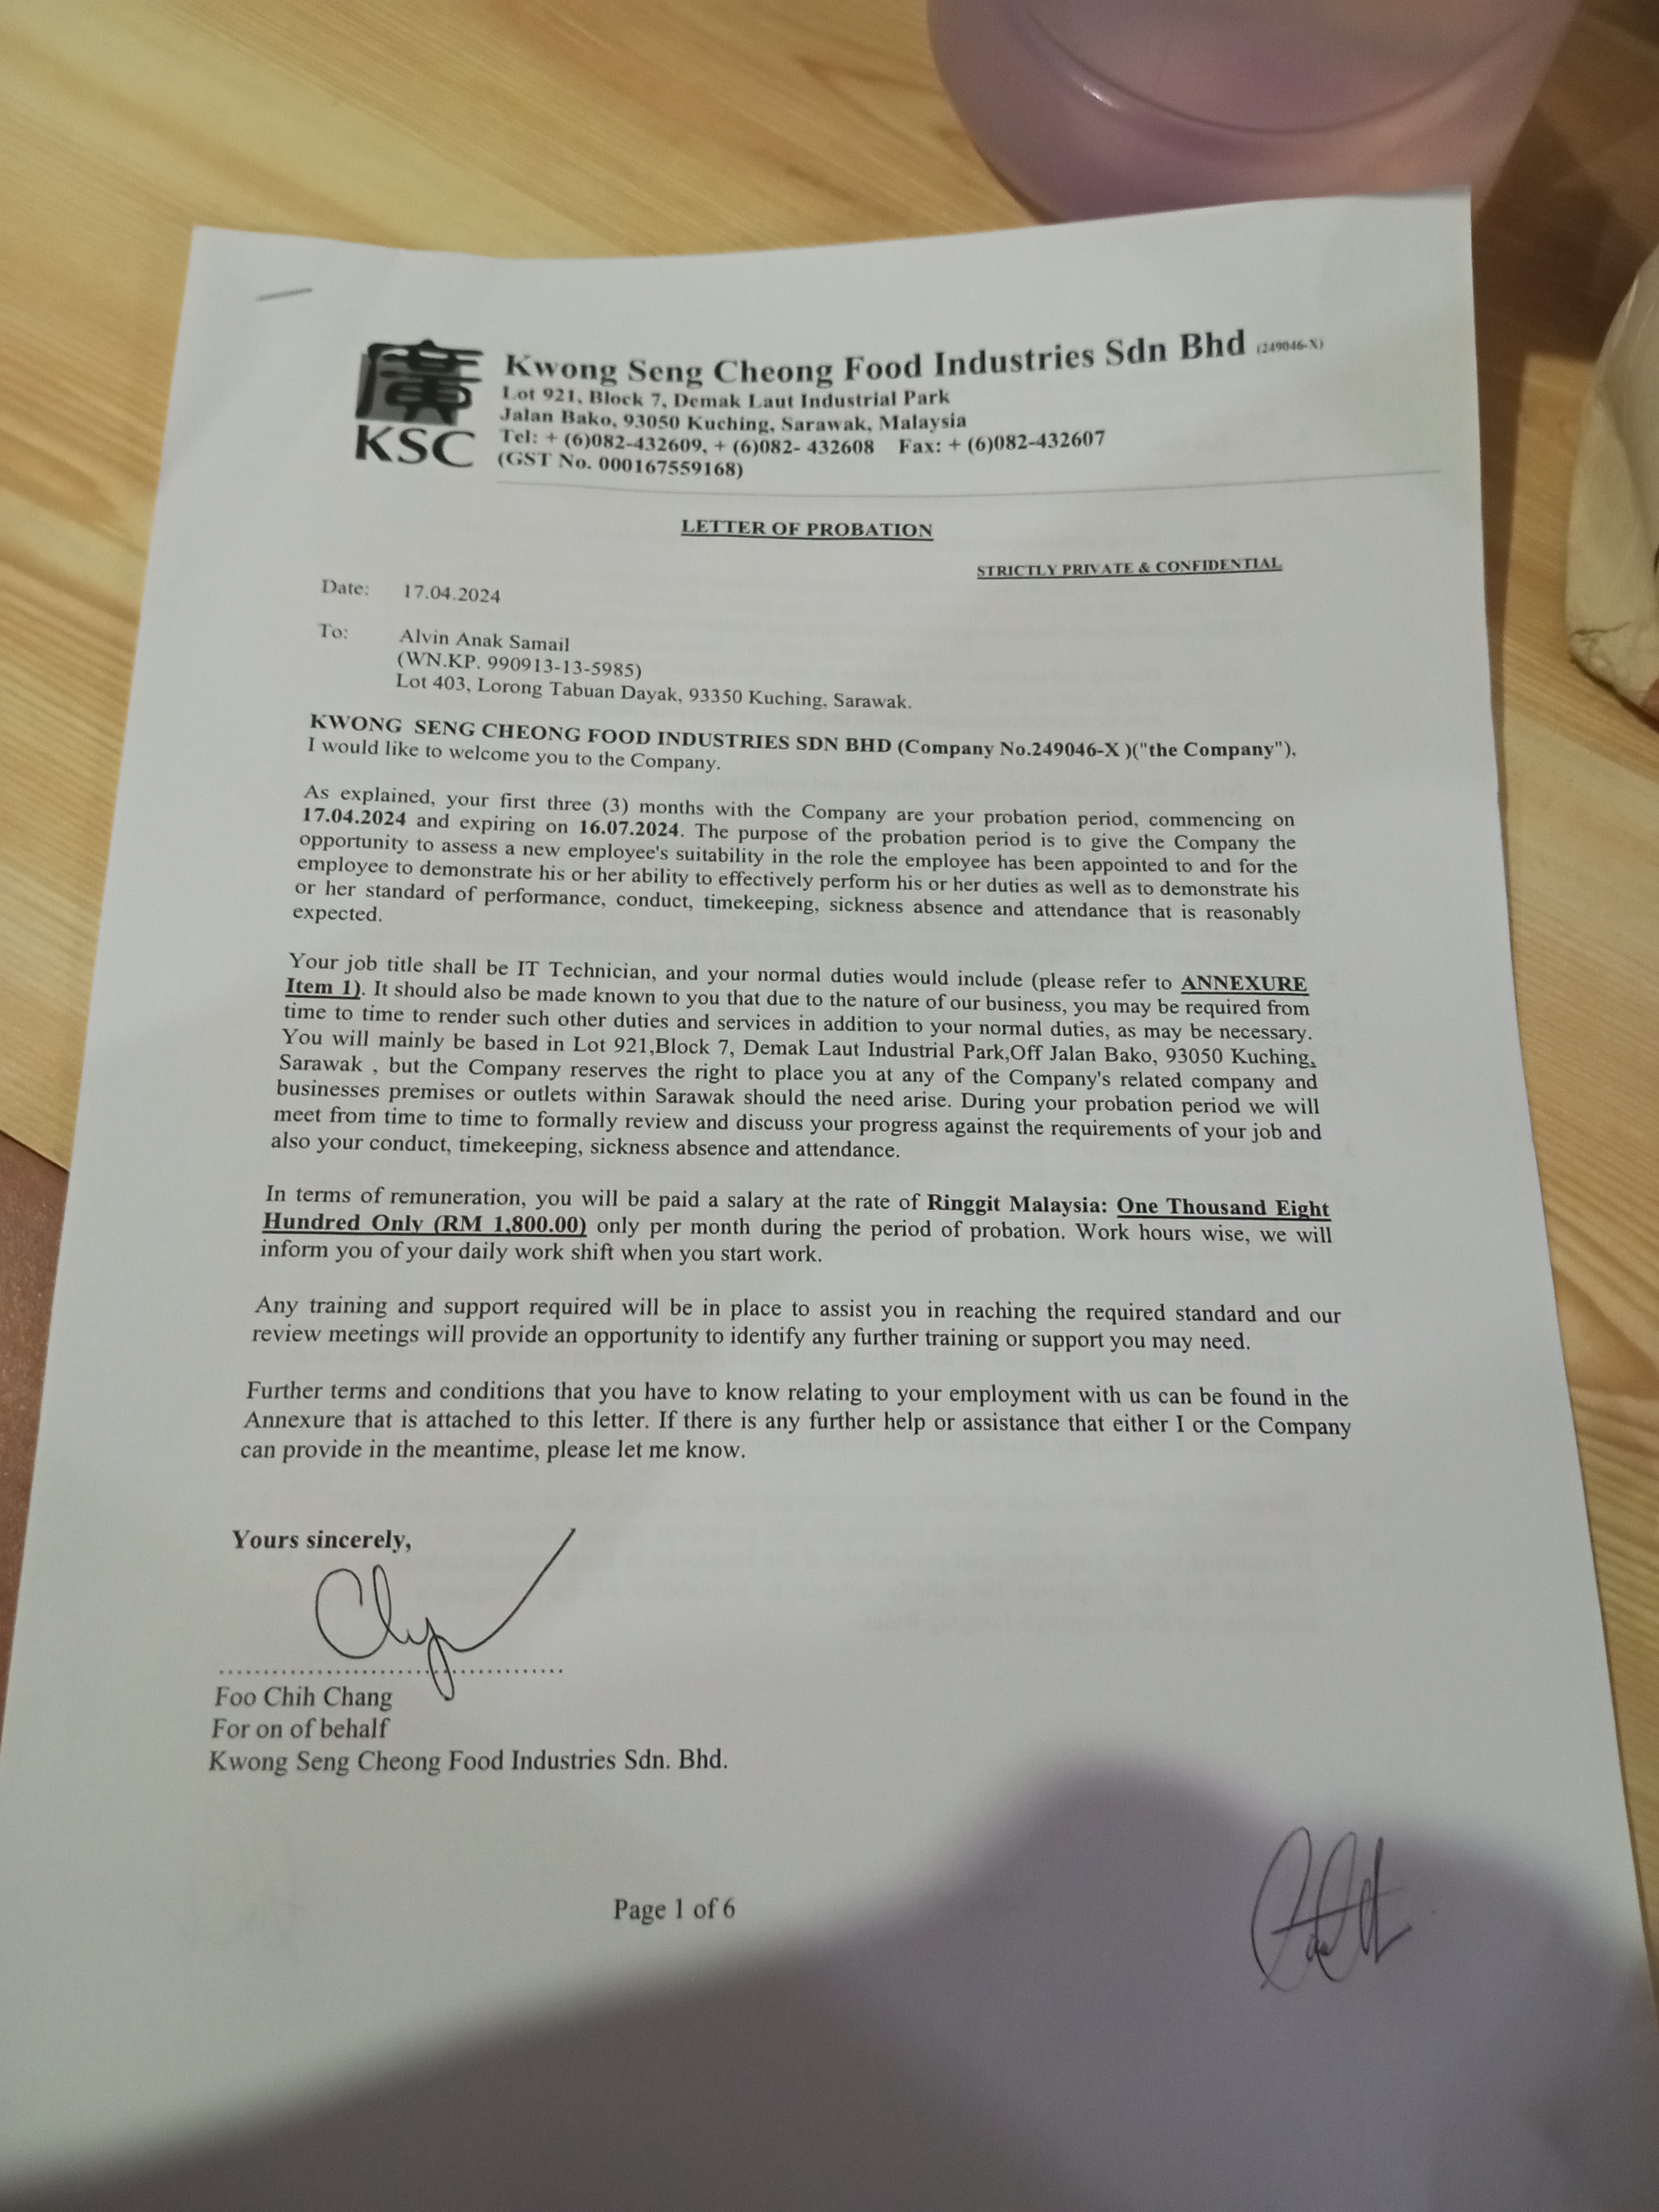 廣
KSC
Kwong Seng Cheong Food Industries Sdn Bhd (249046-X)
Lot 921, Block 7, Demak Laut Industrial Park
Jalan Bako, 93050 Kuching, Sarawak, Malaysia
Tel: + (6)082-432609, + (6)082- 432608 Fax: + (6)082-432607
(GST No. 000167559168)
LETTER OF PROBATION
STRICTLY PRIVATE & CONFIDENTIAL
Date: 17.04.2024
To: Alvin Anak Samail
(WN.KP. 990913-13-5985)
Lot 403, Lorong Tabuan Dayak, 93350 Kuching, Sarawak.
KWONG SENG CHEONG FOOD INDUSTRIES SDN BHD (Company No.249046-X )("the Company"),
I would like to welcome you to the Company.
As explained, your first three (3) months with the Company are your probation period, commencing on
17.04.2024 and expiring on 16.07.2024. The purpose of the probation period is to give the Company the
opportunity to assess a new employee's suitability in the role the employee has been appointed to and for the
employee to demonstrate his or her ability to effectively perform his or her duties as well as to demonstrate his
or her standard of performance, conduct, timekeeping, sickness absence and attendance that is reasonably
expected.
Your job title shall be IT Technician, and your normal duties would include (please refer to ANNEXURE
Item 1). It should also be made known to you that due to the nature of our business, you may be required from
time to time to render such other duties and services in addition to your normal duties, as may be necessary.
You will mainly be based in Lot 921,Block 7, Demak Laut Industrial Park,Off Jalan Bako, 93050 Kuching,
Sarawak , but the Company reserves the right to place you at any of the Company's related company and
businesses premises or outlets within Sarawak should the need arise. During your probation period we will
meet from time to time to formally review and discuss your progress against the requirements of your job and
also your conduct, timekeeping, sickness absence and attendance.
In terms of remuneration, you will be paid a salary at the rate of Ringgit Malaysia: One Thousand Eight
Hundred Only (RM 1,800.00) only per month during the period of probation. Work hours wise, we will
inform you of your daily work shift when you start work.
Any training and support required will be in place to assist you in reaching the required standard and our
review meetings will provide an opportunity to identify any further training or support you may need.
Further terms and conditions that you have to know relating to your employment with us can be found in the
Annexure that is attached to this letter. If there is any further help or assistance that either I or the Company
can provide in the meantime, please let me know.
Yours sincerely,
Foo Chih Chang
For on of behalf
Kwong Seng Cheong Food Industries Sdn. Bhd.
Page 1 of 6